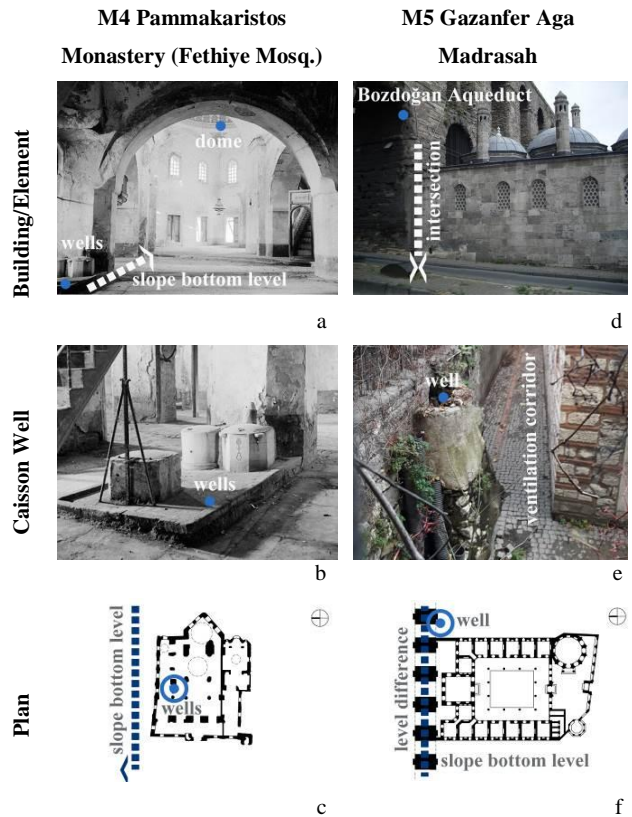 M4 Pammakaristos
Monastery (Fethiye Mosq.)
M5 Gazanfer Aga
Madrasah
Building/Element
dome
wells
slope bottom level
a
Bozdoğan Aqueduct
intersection
d
Caisson Well
wells
b
well
ventilation corridor
e
Plan
slope bottom level
wells
c
well
level difference
slope bottom level
f